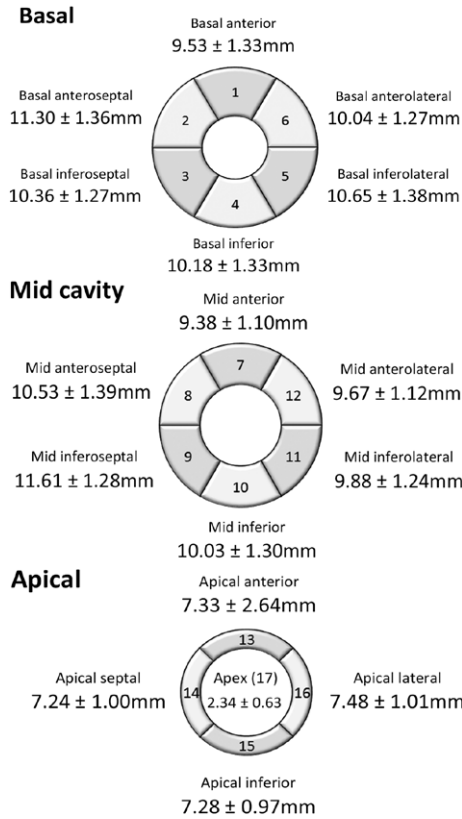 Basal
Basal anterior
9.53 ± 1.33mm
Basal anteroseptal
11.30 ± 1.36mm
Basal anterolateral
10.04 ± 1.27mm
1
2
6
3
5
4
Basal inferoseptal
10.36 ± 1.27mm
Basal inferolateral
10.65 ± 1.38mm
Basal inferior
10.18 ± 1.33mm
Mid cavity
Mid anterior
9.38 ± 1.10mm
Mid anteroseptal
10.53 ± 1.39mm
Mid anterolateral
9.67 ± 1.12mm
7
8
12
9
11
10
Mid inferoseptal
11.61 ± 1.28mm
Mid inferolateral
9.88 ± 1.24mm
Mid inferior
10.03 ± 1.30mm
Apical
Apical anterior
7.33 ± 2.64mm
13
Apical septal
7.24 ± 1.00mm
14
Apex (17)
2.34 ± 0.63
16
Apical lateral
7.48 ± 1.01mm
15
Apical inferior
7.28 ± 0.97mm